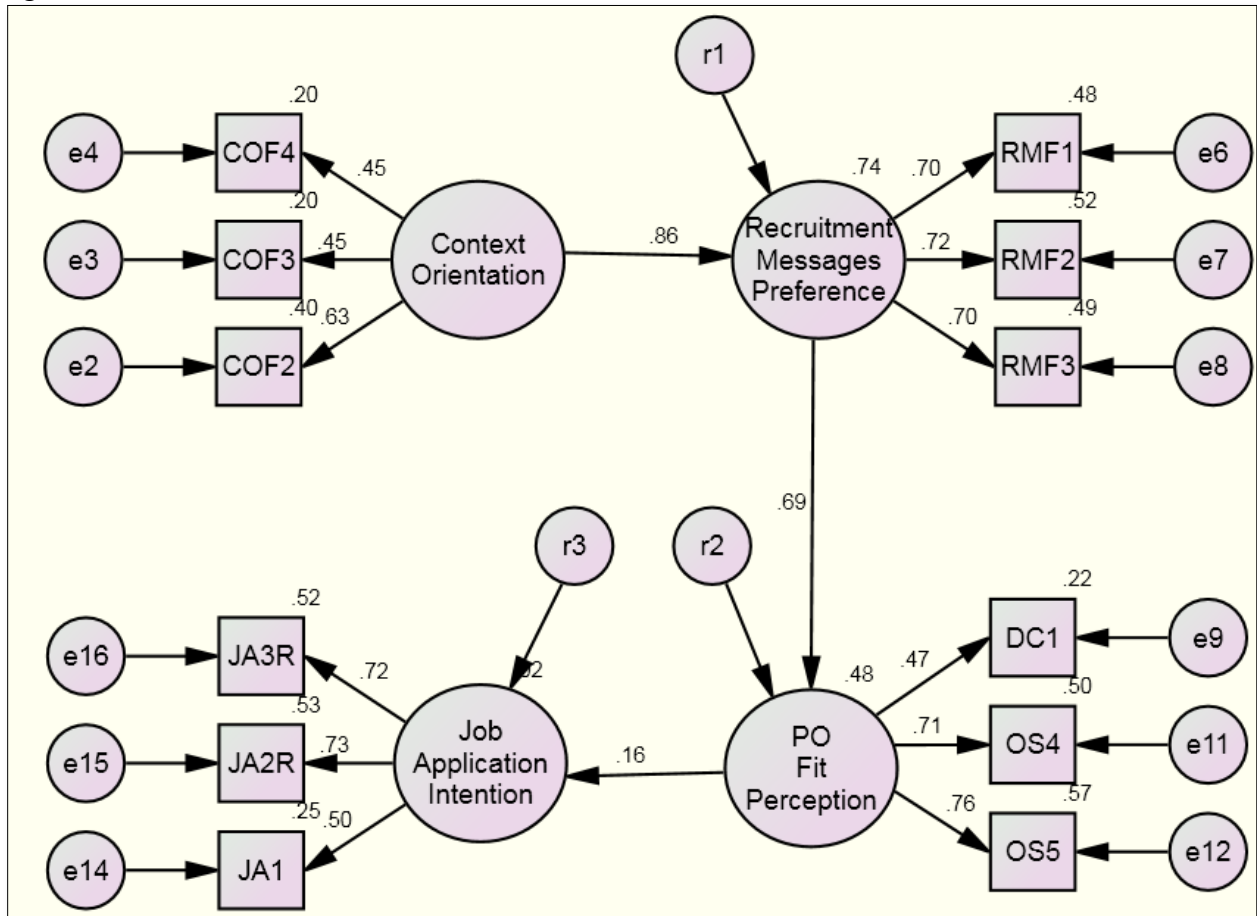 r1
.20
.48
e4
COF4
.45
.74
.70
RMF1
e6
.20
.52
e3
COF3
.45
Context
Orientation
.86
Recruitment
Messages
Preference
.72
RMF2
e7
.40
.63
.49
e2
COF2
.70
RMF3
e8
.69
r3
r2
.52
.22
e16
JA3R
.72
.48
.47
DC1
e9
.53
.50
e15
JA2R
.73
Job
Application
Intention
.16
PO
Fit
Perception
.71
OS4
e11
.25
.50
.57
e14
JA1
.76
OS5
e12